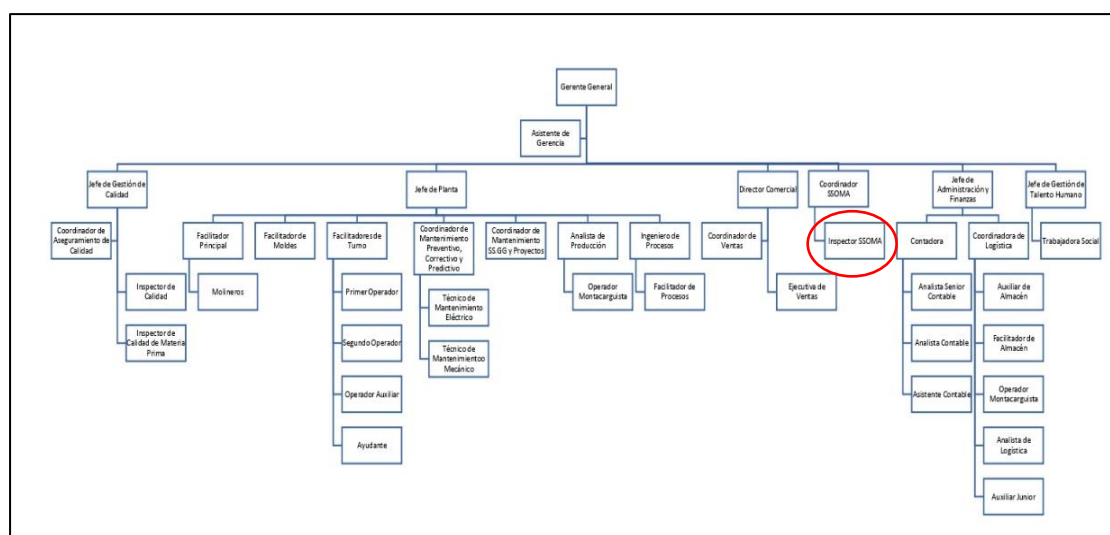 Gerente General
Asistente de
Gerencia
Jefe de Gestión de
Calidad
Jefe de Planta
Director Comercial
Coordinador
SSOMA
Jefe de
Administración y
Finanzas
Jefe de Gestión de
Talento Humano
Coordinador de
Aseguramiento de
Calidad
Facilitador
Principal
Facilitador de
Moldes
Facilitadores de
Turno
Coordinador de
Mantenimiento
Preventivo,
Correctivo y
Predictivo
Coordinador de
Mantenimiento
SS.GG y Proyectos
Analista de
Producción
Ingeniero de
Procesos
Coordinador de
Ventas
Inspector SSOMA
Contadora
Coordinadora de
Logística
Trabajadora Social
Inspector de
Calidad
Molineros
Primer Operador
Técnico de
Mantenimiento
Eléctrico
Operador
Montacarguista
Facilitador de
Procesos
Ejecutiva de
Ventas
Analista Senior
Contable
Auxiliar de
Almacén
Inspector de
Calidad de Materia
Prima
Segundo Operador
Técnico de
Mantenimientoo
Mecánico
Analista Contable
Facilitador de
Almacén
Operador Auxiliar
Asistente Contable
Operador
Montacarguista
Ayudante
Analista de
Logística
Auxiliar Junior